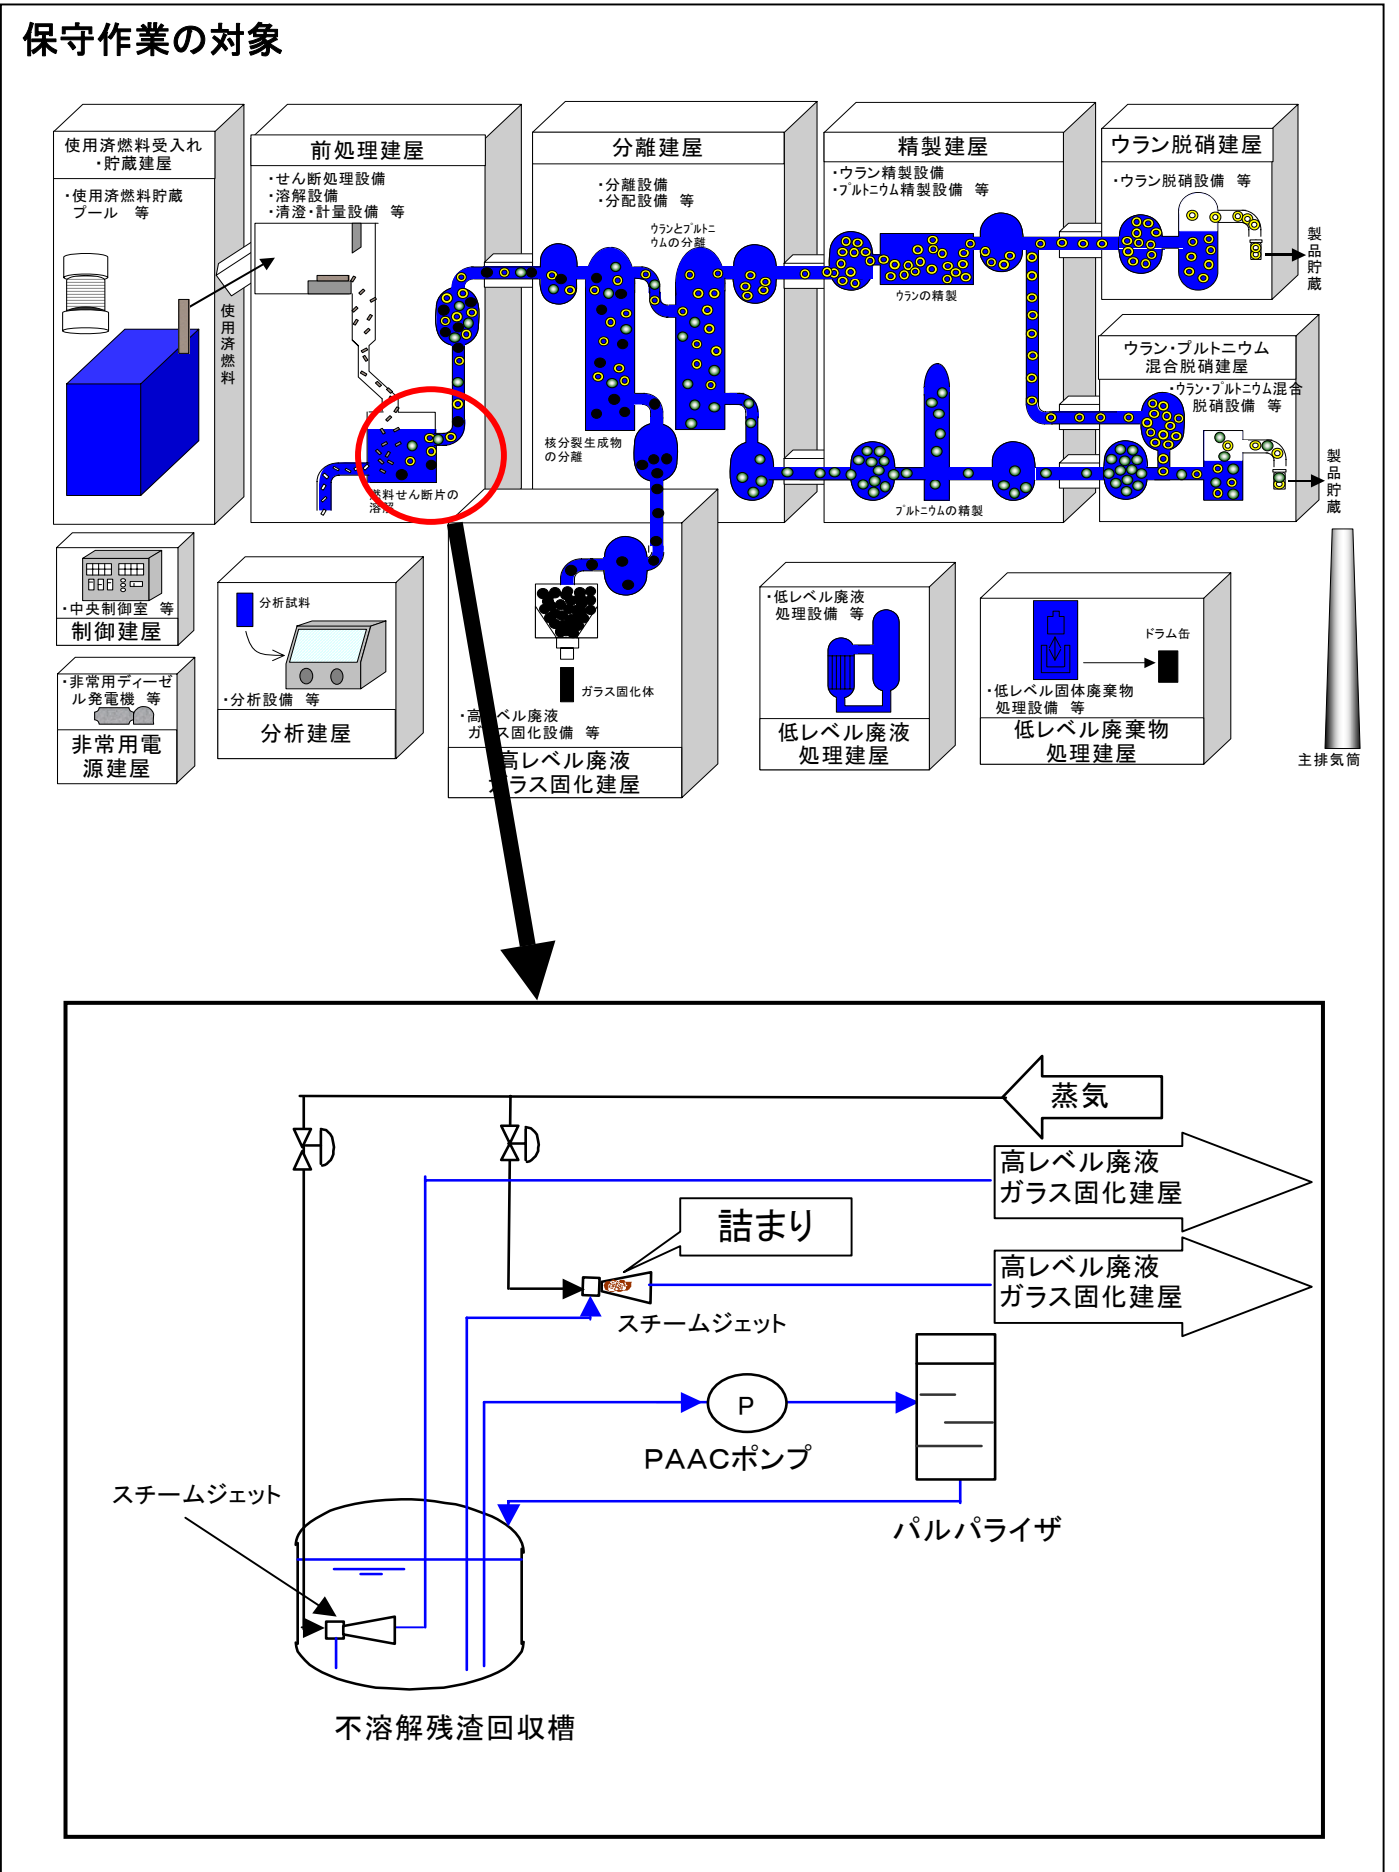 保守作業の対象
使用済燃料受入れ
・貯蔵建屋
・使用済燃料貯蔵
プール 等
使用済燃料
前処理建屋
・せん断処理設備
・溶解設備
・清澄・計量設備 等
燃料せん断片の
溶解
分離建屋
・分離設備
・分配設備 等
ウランとプルトニ
ウムの分離
核分裂生成物
の分離
精製建屋
・ウラン精製設備
・プルトニウム精製設備 等
ウランの精製
プルトニウムの精製
ウラン脱硝建屋
・ウラン脱硝設備 等
製品貯蔵
ウラン・プルトニウム
混合脱硝建屋
・ウラン・プルトニウム混合
脱硝設備 等
製品貯蔵
・中央制御室 等
制御建屋
・非常用ディーゼ
ル発電機 等
非常用電
源建屋
分析試料
・分析設備 等
分析建屋
ガラス固化体
・高レベル廃液
ガラス固化設備 等
高レベル廃液
ガラス固化建屋
・低レベル廃液
処理設備 等
低レベル廃液
処理建屋
ドラム缶
・低レベル固体廃棄物
処理設備 等
低レベル廃棄物
処理建屋
主排気筒
蒸気
高レベル廃液
ガラス固化建屋
詰まり
高レベル廃液
ガラス固化建屋
スチームジェット
P
PAACポンプ
スチームジェット
パルパライザ
不溶解残渣回収槽